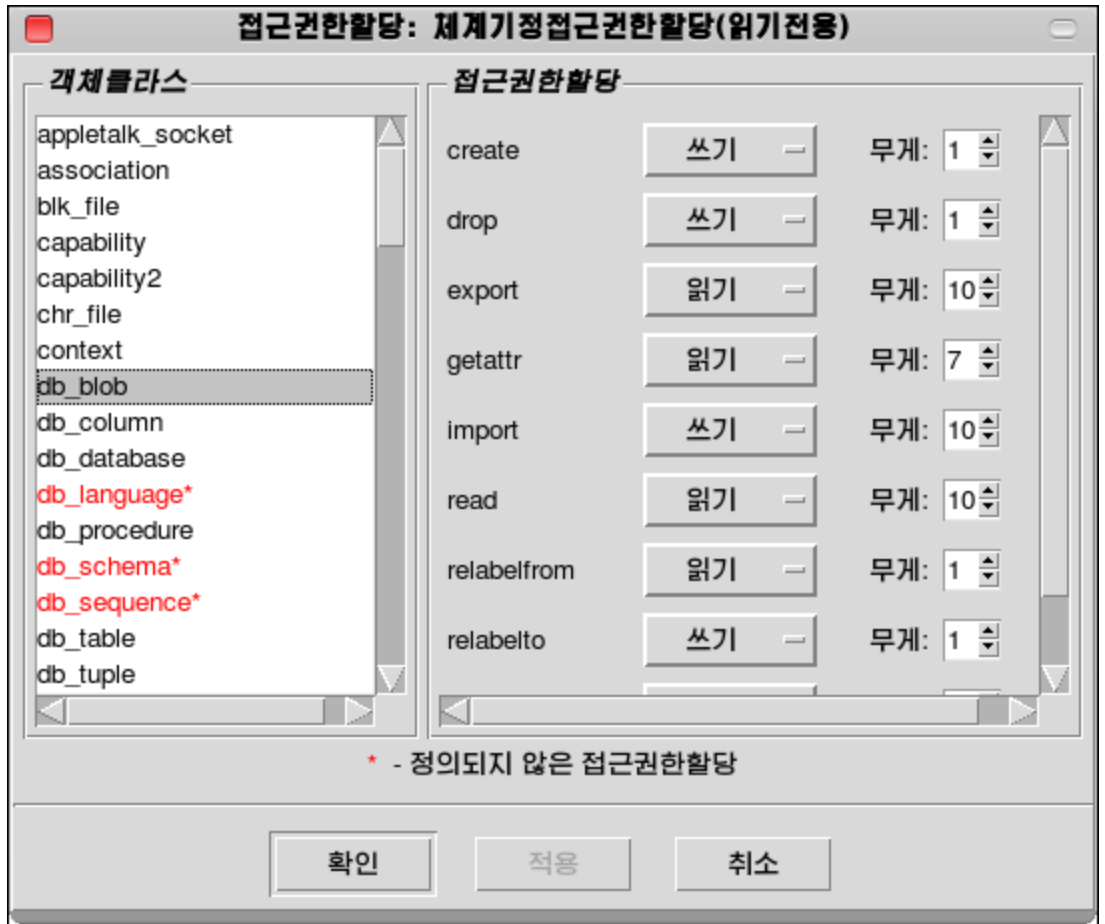 접근권한할당: 체계기정접근권한할당(읽기전용)
객체클라스
appletalk_socket
association
blk_file
capability
capability2
chr_file
context
db_blob
db_column
db_database
db_language*
db_procedure
db_schema*
db_sequence*
db_table
db_tuple
접근권한할당
create 쓰기 무게: 1
drop 쓰기 무게: 1
export 읽기 무게: 10
getattr 읽기 무게: 7
import 쓰기 무게: 10
read 읽기 무게: 10
relabelfrom 읽기 무게: 1
relabelto 쓰기 무게: 1
* - 정의되지 않은 접근권한할당
확인 적용 취소